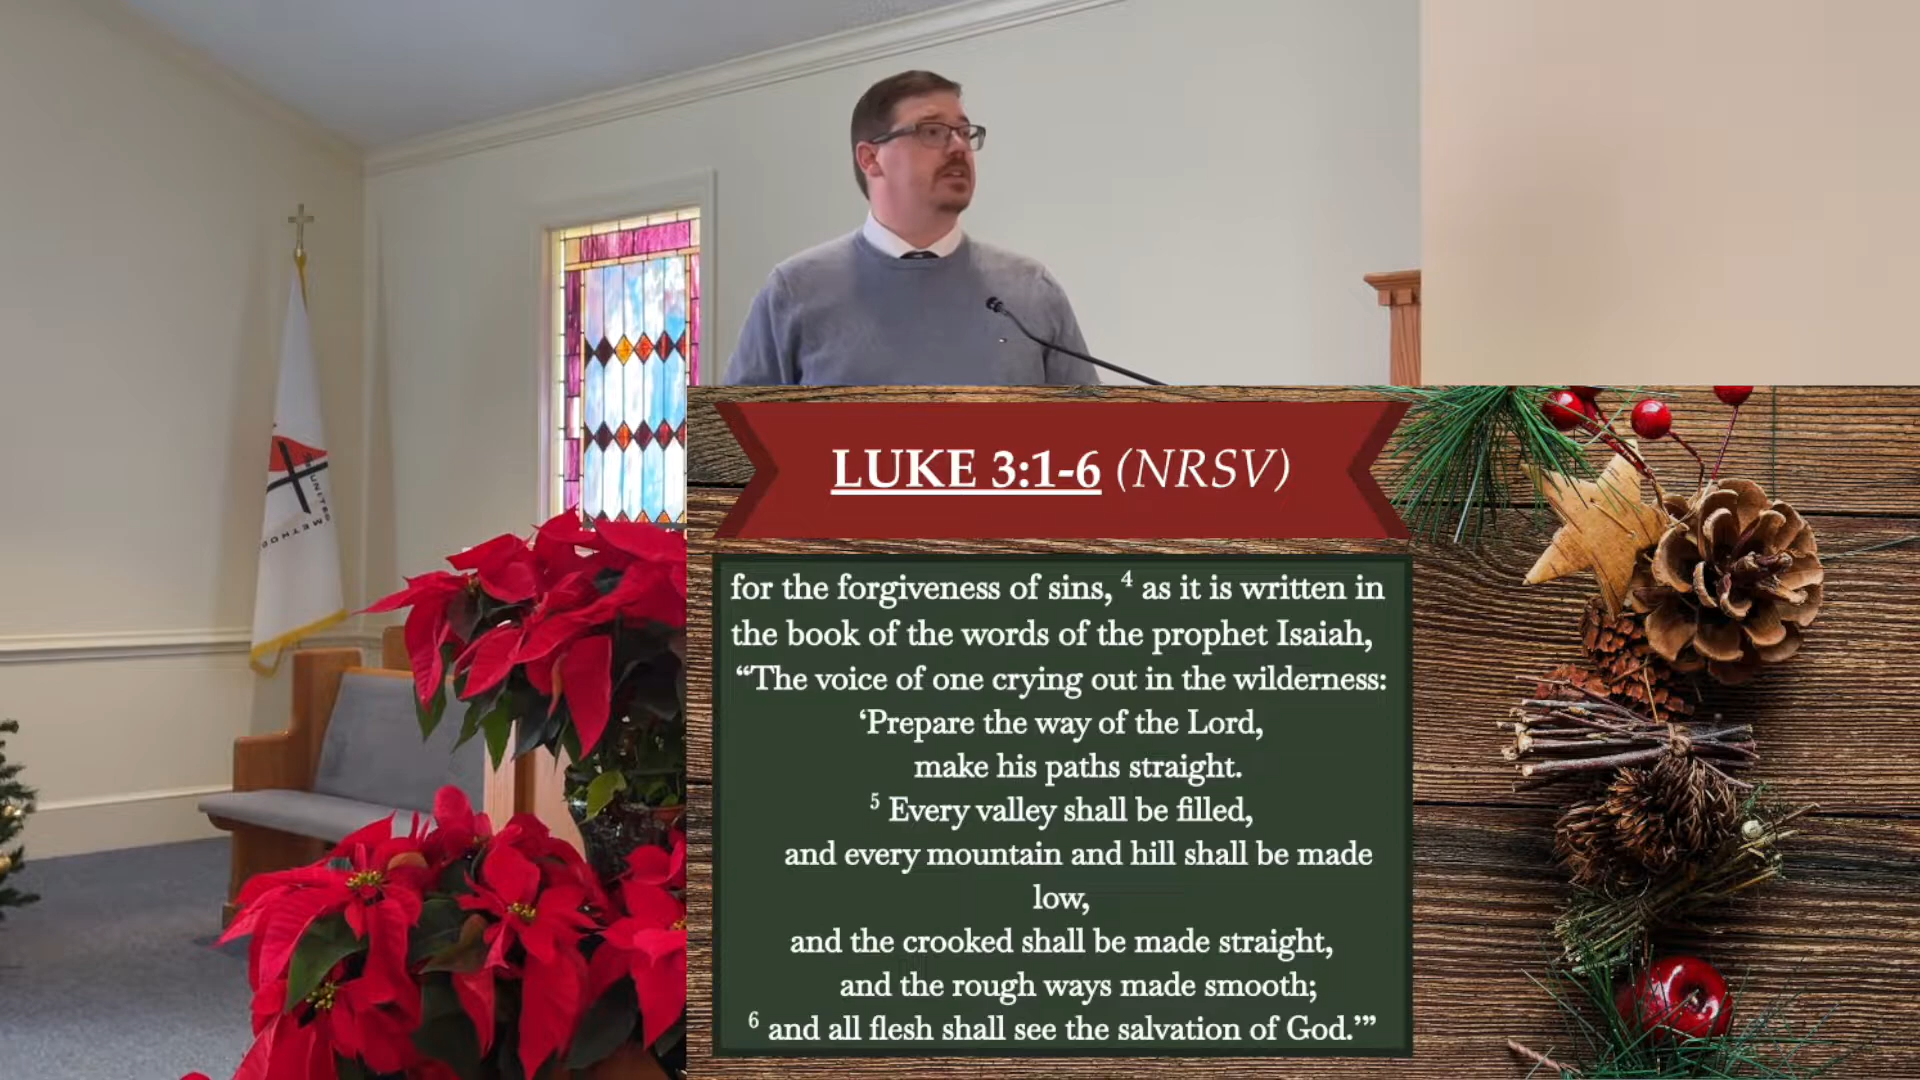 UNITED
METHOD
LUKE 3:1-6 (NRSV)
for the forgiveness of sins, ⁴ as it is written in
the book of the words of the prophet Isaiah,
“The voice of one crying out in the wilderness:
‘Prepare the way of the Lord,
make his paths straight.
⁵ Every valley shall be filled,
and every mountain and hill shall be made
low,
and the crooked shall be made straight,
and the rough ways made smooth;
⁶ and all flesh shall see the salvation of God.’”